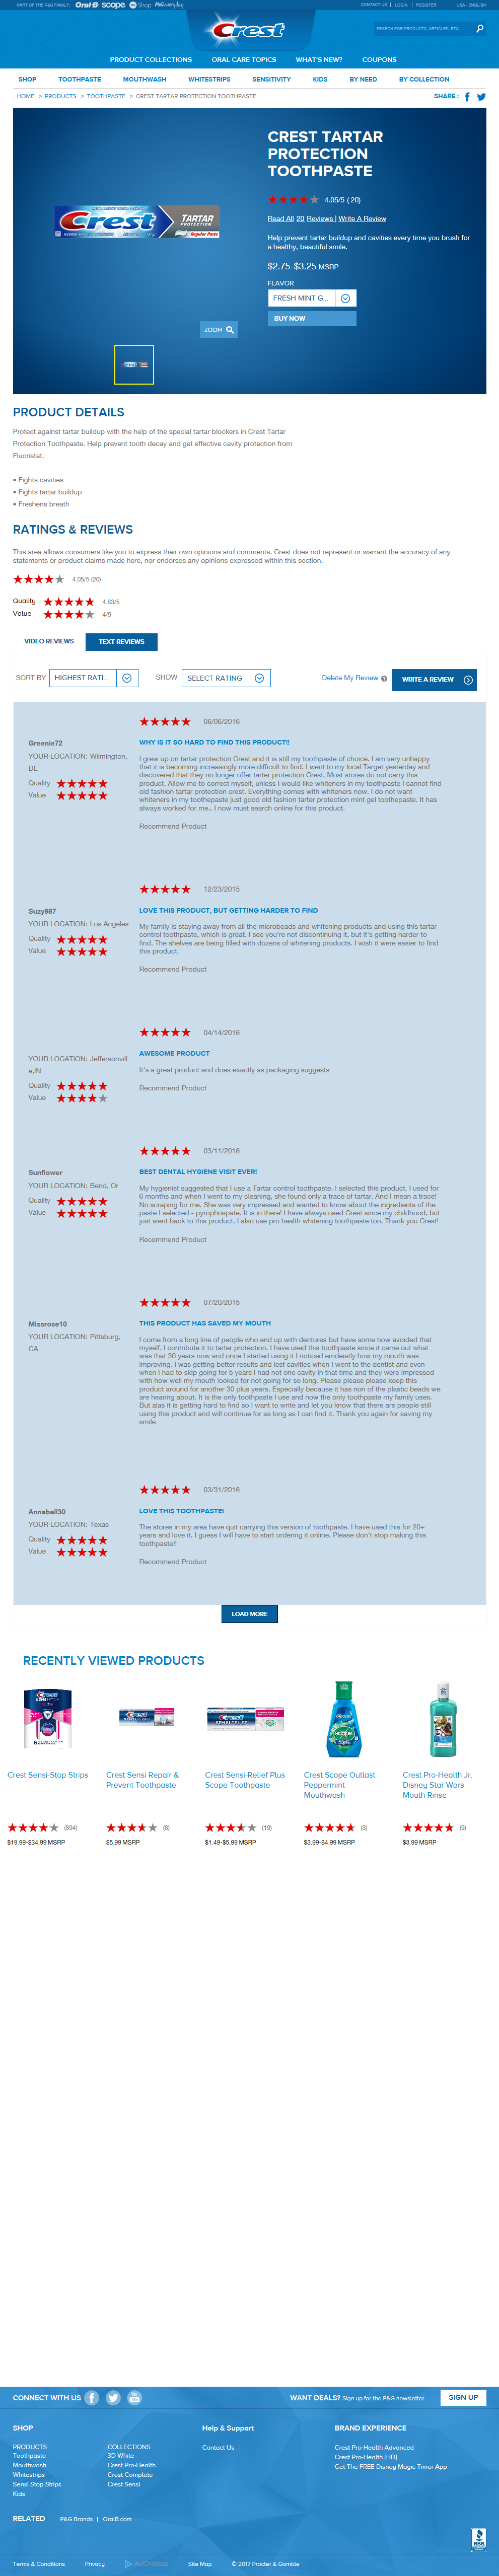 PART OF THE P&G FAMILY: Oral-B scope Shop P&G everyday
CONTACT US | LOGIN | REGISTER USA - ENGLISH
Crest
SEARCH FOR PRODUCTS, ARTICLES, ETC
PRODUCT COLLECTIONS ORAL CARE TOPICS WHAT'S NEW? COUPONS
SHOP TOOTHPASTE MOUTHWASH WHITESTRIPS SENSITIVITY KIDS BY NEED BY COLLECTION
HOME > PRODUCTS > TOOTHPASTE > CREST TARTAR PROTECTION TOOTHPASTE
SHARE :
Crest TARTAR
PROTECTION
Regular Paste
ZOOM
CREST TARTAR
PROTECTION
TOOTHPASTE
4.05/5 ( 20)
Read All 20 Reviews | Write A Review
Help prevent tartar buildup and cavities every time you brush for
a healthy, beautiful smile.
$2.75-$3.25 MSRP
FLAVOR
FRESH MINT G...
BUY NOW
PRODUCT DETAILS
Protect against tartar buildup with the help of the special tartar blockers in Crest Tartar
Protection Toothpaste. Help prevent tooth decay and get effective cavity protection from
Fluoristat.
• Fights cavities
• Fights tartar buildup
• Freshens breath
RATINGS & REVIEWS
This area allows consumers like you to express their own opinions and comments. Crest does not represent or warrant the accuracy of any
statements or product claims made here, nor endorses any opinions expressed within this section.
4.05/5 (20)
Quality 4.83/5
Value 4/5
VIDEO REVIEWS TEXT REVIEWS
SORT BY HIGHEST RATI... SHOW SELECT RATING Delete My Review WRITE A REVIEW
06/06/2016
Greenie72
YOUR LOCATION: Wilmington,
DE
Quality
Value
WHY IS IT SO HARD TO FIND THIS PRODUCT!!
I grew up on tartar protection Crest and it is still my toothpaste of choice. I am very unhappy
that it is becoming increasingly more difficult to find. I went to my local Target yesterday and
discovered that they no longer offer tarter protection Crest. Most stores do not carry this
product. Allow me to correct myself, unless I would like whiteners in my toothpaste I cannot find
ad fashion tartar protection crest. Everything comes with whiteners now. I do not want
whiteners in my toothepaste just good old fashion tarter protection mint gel toothepaste. It has
always worked for me.. I now must search online for this product.
Recommend Product
12/23/2015
Suzy987
YOUR LOCATION: Los Angeles
Quality
Value
LOVE THIS PRODUCT, BUT GETTING HARDER TO FIND
My family is staying away from all the microbeads and whitening products and using this tartar
control toothpaste, which is great. I see you're not discontinuing it, but it's getting harder to
find. The shelves are being filled with dozens of whitening products. I wish it were easier to find
this product.
Recommend Product
04/14/2016
YOUR LOCATION: Jeffersonvill
e,IN
Quality
Value
AWESOME PRODUCT
It's a great product and does exactly as packaging suggests
Recommend Product
03/11/2016
Sunflower
YOUR LOCATION: Bend, Or
Quality
Value
BEST DENTAL HYGIENE VISIT EVER!
My hygienist suggested that I use a Tartar control toothpaste. I selected this product. I used for
6 months and when I went to my cleaning, she found only a trace of tartar. And I mean a trace!
No scraping for me. She was very impressed and wanted to know about the ingredients of the
paste I selected - pyrophospate. It is in there! I have always used Crest since my childhood, but
just went back to this product. I also use pro health whitening toothpaste too. Thank you Crest!
Recommend Product
07/20/2015
Missrose10
YOUR LOCATION: Pittsburg,
CA
THIS PRODUCT HAS SAVED MY MOUTH
I come from a long line of people who end up with dentures but have some how avoided that
myself. I contribute it to tarter protection. I have used this toothpaste since it came out what
was that 30 years now and once I started using it I noticed emdeatly how my mouth was
improving. I was getting better results and lest cavities when I went to the dentist and even
when I had to skip going for 5 years I had not one cavity in that time and they were impressed
with how well my mouth looked for not going for so long. Please please please keep this
product around for another 30 plus years. Especially because it has non of the plastic beads we
are hearing about. It is the only toothpaste I use and now the only toothpaste my family uses.
But alas it is getting hard to find so I want to write and let you know that there are people still
using this product and will continue for as long as I can find it. Thank you again for saving my
smile
03/31/2016
Annabell30
YOUR LOCATION: Texas
Quality
Value
LOVE THIS TOOTHPASTE!
The stores in my area have quit carrying this version of toothpaste. I have used this for 20+
years and love it. I guess I will have to start ordering it online. Please don't stop making this
toothpaste!!
Recommend Product
LOAD MORE
RECENTLY VIEWED PRODUCTS
Crest Sensi-Stop Strips
(894)
$19.99-$34.99 MSRP
Crest Sensi Repair &
Prevent Toothpaste
(8)
$5.99 MSRP
Crest Sensi-Relief Plus
Scope Toothpaste
(19)
$1.49-$5.99 MSRP
Crest Scope Outlast
Peppermint
Mouthwash
(3)
$3.99-$4.99 MSRP
Crest Pro-Health Jr.
Disney Star Wars
Mouth Rinse
(9)
$3.99 MSRP
CONNECT WITH US
WANT DEALS? Sign up for the P&G newsletter. SIGN UP
SHOP
PRODUCTS
Toothpaste
Mouthwash
Whitestrips
Sensi Stop Strips
Kids
COLLECTIONS
3D White
Crest Pro-Health
Crest Complete
Crest Sensi
Help & Support
Contact Us
BRAND EXPERIENCE
Crest Pro-Health Advanced
Crest Pro-Health [HD]
Get The FREE Disney Magic Timer App
RELATED P&G Brands | OralB.com
BBB
Terms & Conditions Privacy AdChoices Site Map © 2017 Procter & Gamble